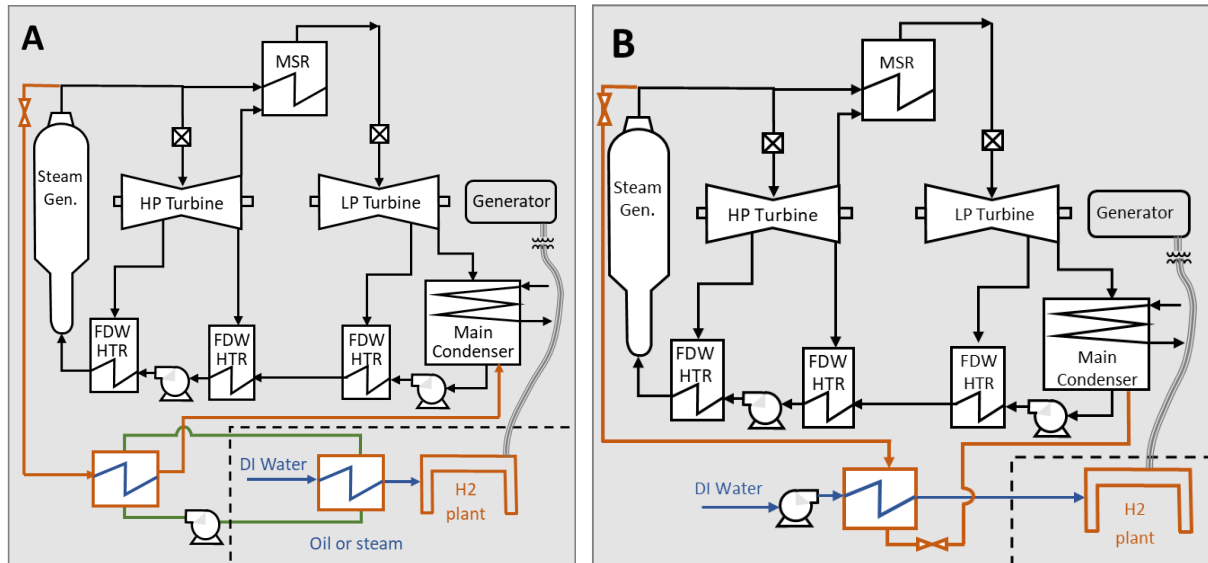 A
MSR
Steam
Gen.
HP Turbine
LP Turbine
Generator
FDW
HTR
FDW
HTR
FDW
HTR
Main
Condenser
DI Water
H2
plant
Oil or steam
B
MSR
Steam
Gen.
HP Turbine
LP Turbine
Generator
FDW
HTR
FDW
HTR
FDW
HTR
Main
Condenser
DI Water
H2
plant